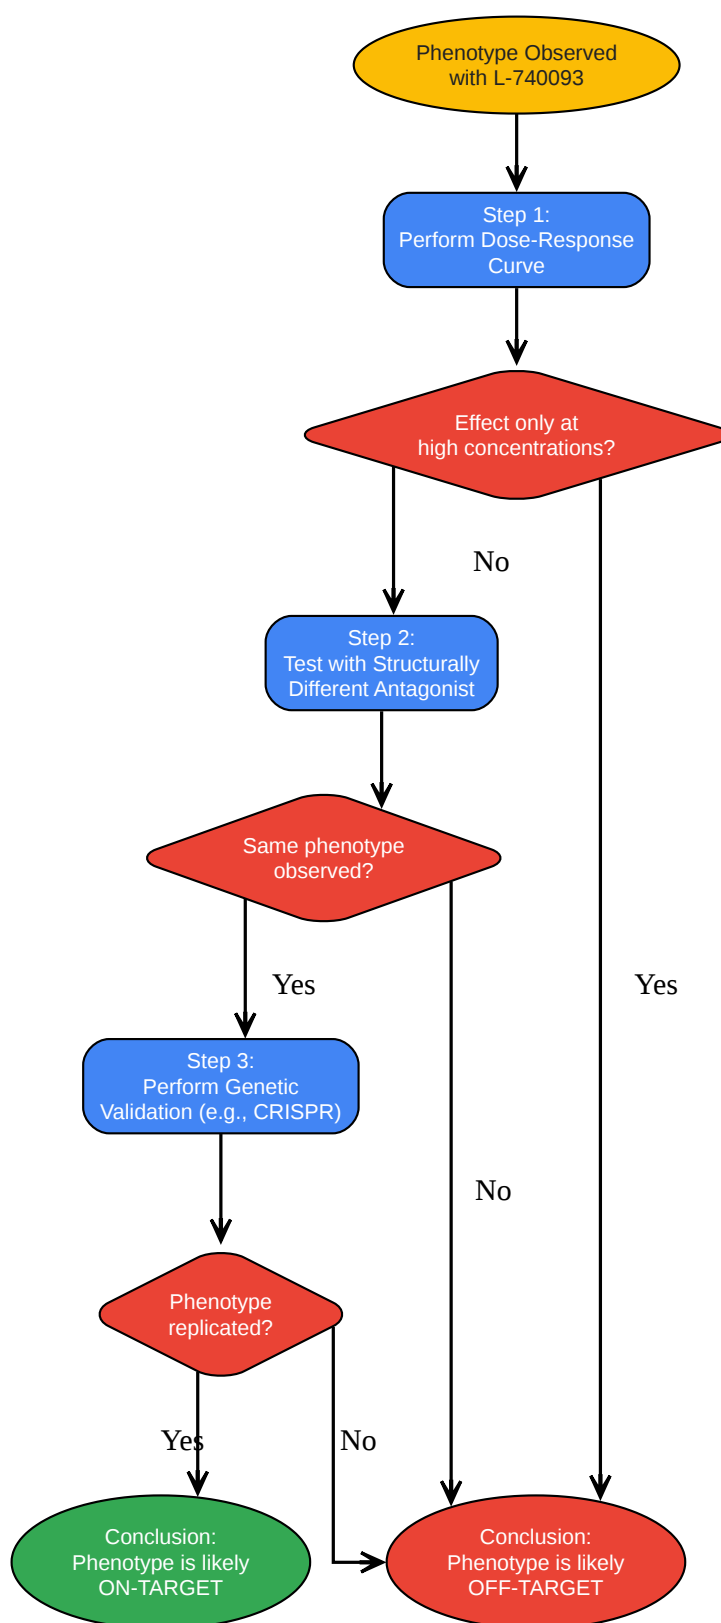 Phenotype Observed
with L-740093
Step 1:
Perform Dose-Response
Curve
Effect only at
high concentrations?
No
Step 2:
Test with Structurally
Different Antagonist
Same phenotype
observed?
Yes
Yes
Step 3:
Perform Genetic
Validation (e.g., CRISPR)
No
Phenotype
replicated?
Yes
No
Conclusion:
Phenotype is likely
ON-TARGET
Conclusion:
Phenotype is likely
OFF-TARGET